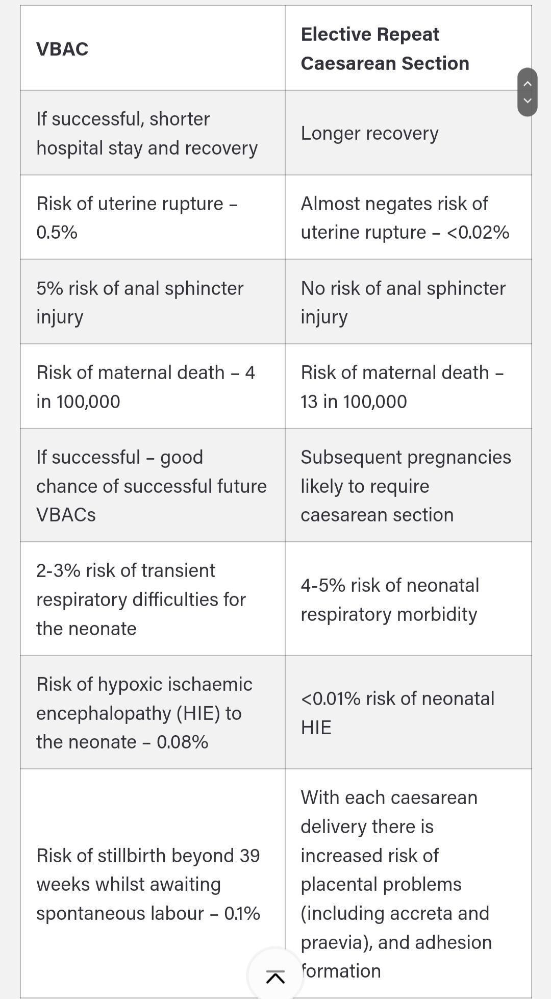 VBAC
Elective Repeat
Caesarean Section
If successful, shorter
hospital stay and recovery
Longer recovery
Risk of uterine rupture –
0.5%
Almost negates risk of
uterine rupture – <0.02%
5% risk of anal sphincter
injury
No risk of anal sphincter
injury
Risk of maternal death – 4
in 100,000
Risk of maternal death –
13 in 100,000
If successful – good
chance of successful future
VBACs
Subsequent pregnancies
likely to require
caesarean section
2-3% risk of transient
respiratory difficulties for
the neonate
4-5% risk of neonatal
respiratory morbidity
Risk of hypoxic ischaemic
encephalopathy (HIE) to
the neonate – 0.08%
<0.01% risk of neonatal
HIE
Risk of stillbirth beyond 39
weeks whilst awaiting
spontaneous labour – 0.1%
With each caesarean
delivery there is
increased risk of
placental problems
(including accreta and
praevia), and adhesion
formation